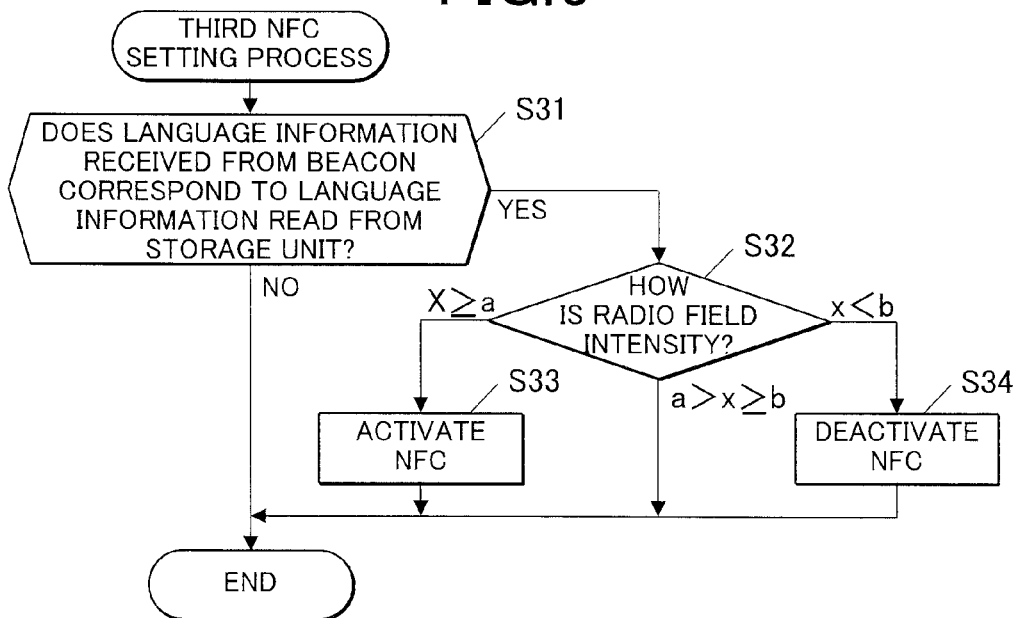 THIRD NFC
SETTING PROCESS
S31
DOES LANGUAGE INFORMATION
RECEIVED FROM BEACON
CORRESPOND TO LANGUAGE
INFORMATION READ FROM
STORAGE UNIT?
YES
NO
S32
HOW
IS RADIO FIELD
INTENSITY?
X≥a
x<b
a>x≥b
S33
ACTIVATE
NFC
S34
DEACTIVATE
NFC
END